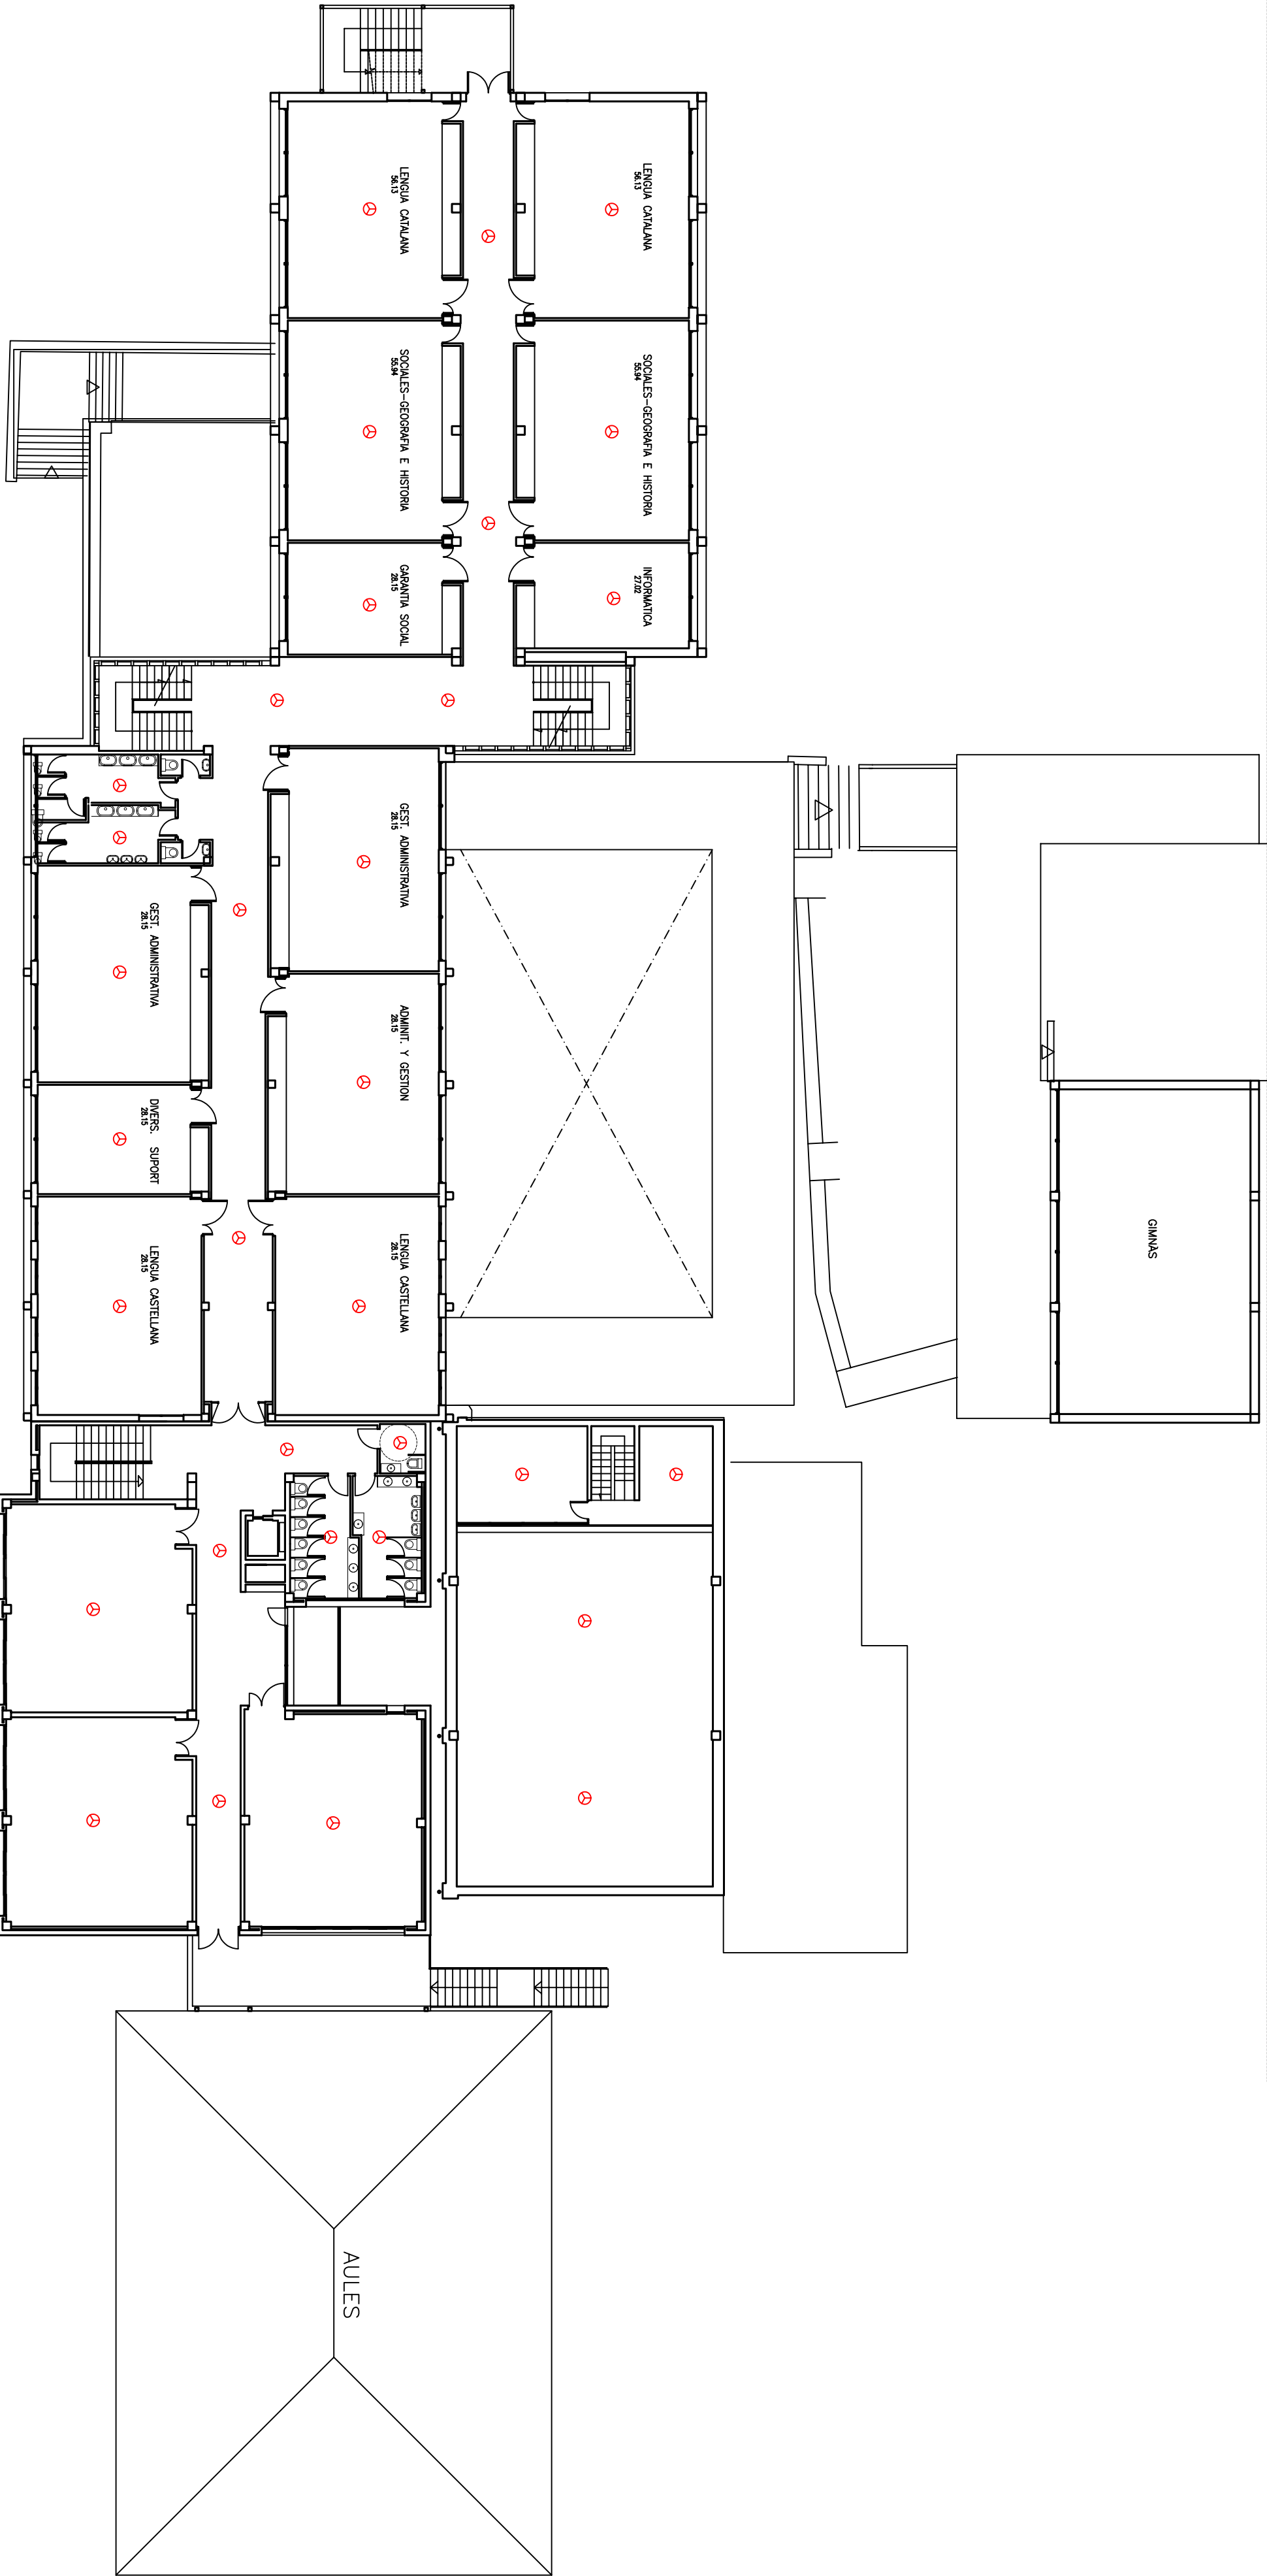 LENGUA CATALANA
56.13
LENGUA CATALANA
56.13
SOCIALES-GEOGRAFIA E HISTORIA
55.94
SOCIALES-GEOGRAFIA E HISTORIA
55.94
GARANTIA SOCIAL
28.15
INFORMATICA
27.02
GEST. ADMINISTRATIVA
28.15
GEST. ADMINISTRATIVA
28.15
ADMINIT. Y GESTION
28.15
DIVERS. SUPORT
28.15
LENGUA CASTELLANA
28.15
LENGUA CASTELLANA
28.15
GIMNÀS
AULES